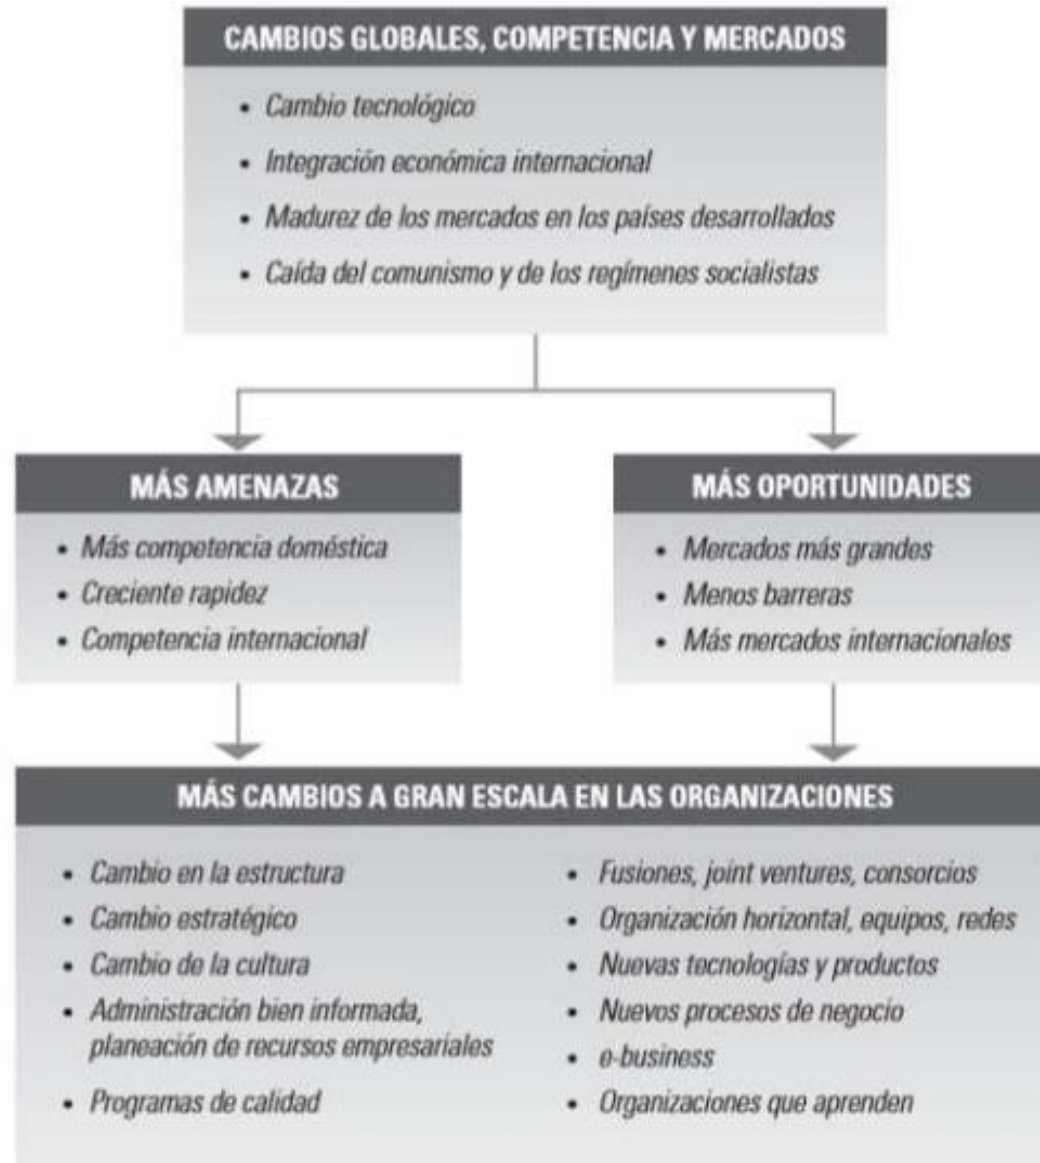 CAMBIOS GLOBALES, COMPETENCIA Y MERCADOS
• Cambio tecnológico
• Integración económica internacional
• Madurez de los mercados en los países desarrollados
• Caída del comunismo y de los regímenes socialistas
MÁS AMENAZAS
• Más competencia doméstica
• Creciente rapidez
• Competencia internacional
MÁS OPORTUNIDADES
• Mercados más grandes
• Menos barreras
• Más mercados internacionales
MÁS CAMBIOS A GRAN ESCALA EN LAS ORGANIZACIONES
• Cambio en la estructura
• Cambio estratégico
• Cambio de la cultura
• Administración bien informada,
planeación de recursos empresariales
• Programas de calidad
• Fusiones, joint ventures, consorcios
• Organización horizontal, equipos, redes
• Nuevas tecnologías y productos
• Nuevos procesos de negocio
• e-business
• Organizaciones que aprenden